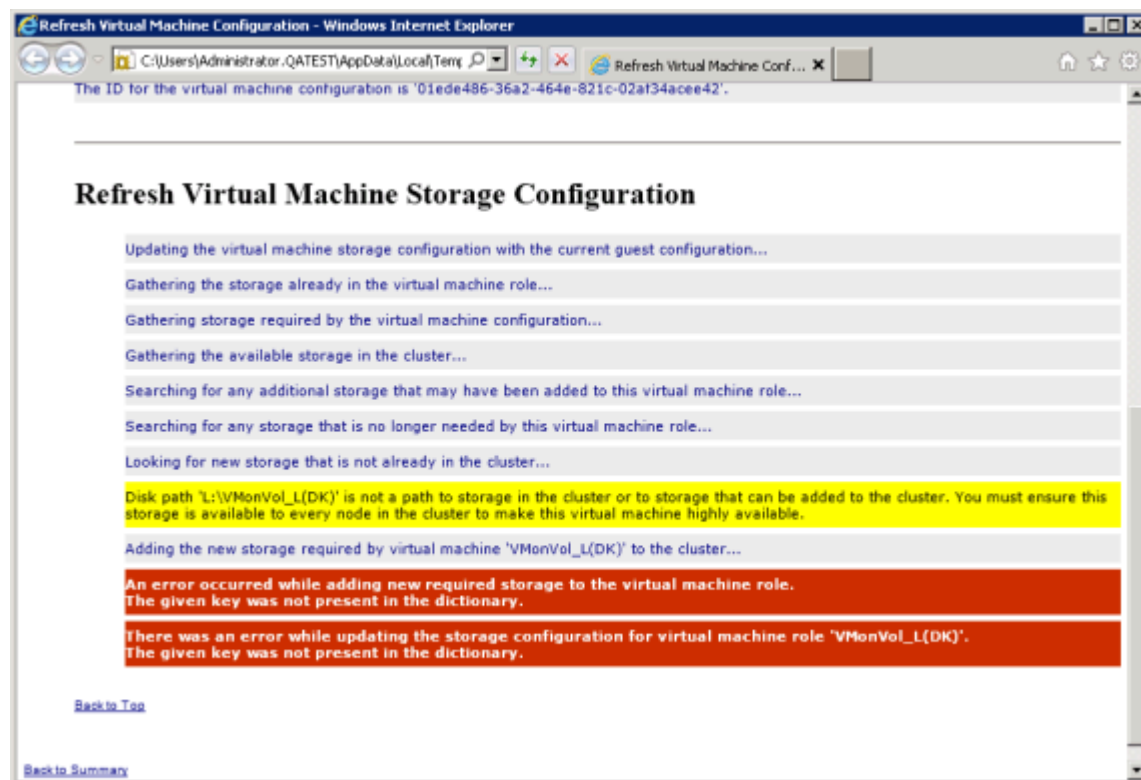 Refresh Virtual Machine Configuration - Windows Internet Explorer
C:\Users\Administrator.QATEST\AppData\Local\Temp
Refresh Virtual Machine Conf...
The ID for the virtual machine configuration is '01ede486-36a2-464e-821c-02af34acee42'.
Refresh Virtual Machine Storage Configuration
Updating the virtual machine storage configuration with the current guest configuration...
Gathering the storage already in the virtual machine role...
Gathering storage required by the virtual machine configuration...
Gathering the available storage in the cluster...
Searching for any additional storage that may have been added to this virtual machine role...
Searching for any storage that is no longer needed by this virtual machine role...
Looking for new storage that is not already in the cluster...
Disk path 'L:\VMonVol_L(DK)' is not a path to storage in the cluster or to storage that can be added to the cluster. You must ensure this
storage is available to every node in the cluster to make this virtual machine highly available.
Adding the new storage required by virtual machine 'VMonVol_L(DK)' to the cluster...
An error occurred while adding new required storage to the virtual machine role.
The given key was not present in the dictionary.
There was an error while updating the storage configuration for virtual machine role 'VMonVol_L(DK)'.
The given key was not present in the dictionary.
Back to Top
Back to Summary